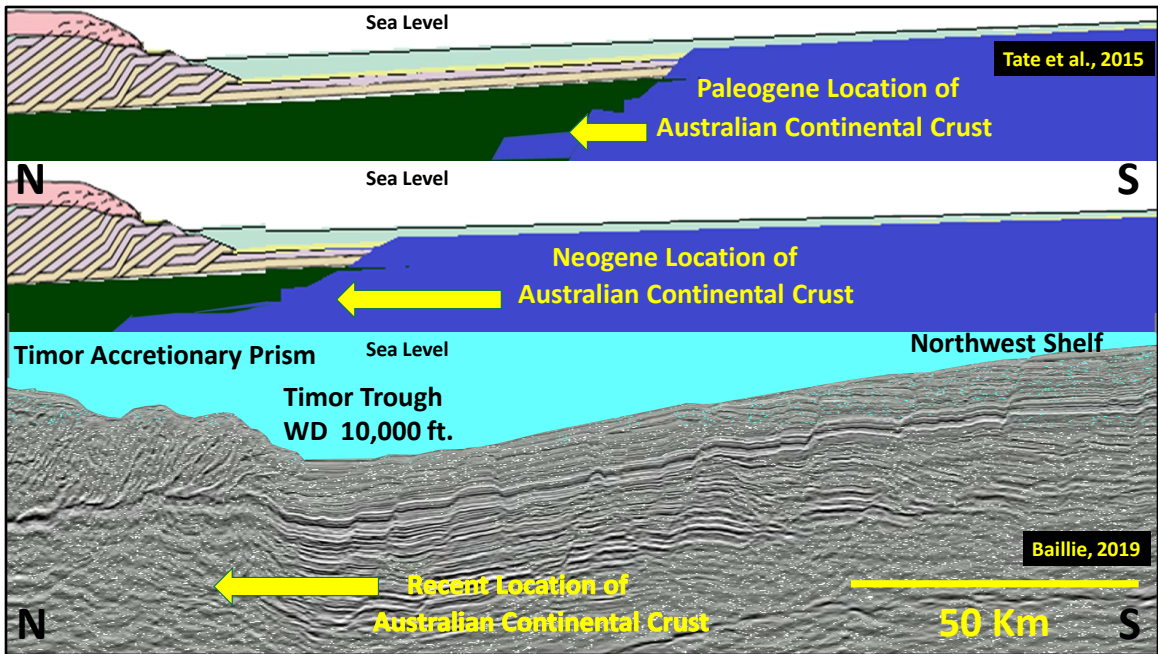 Sea Level
Tate et al., 2015
Paleogene Location of
Australian Continental Crust
N
S
Sea Level
Neogene Location of
Australian Continental Crust
Timor Accretionary Prism
Sea Level
Northwest Shelf
Timor Trough
WD 10,000 ft.
Baillie, 2019
Recent Location of
Australian Continental Crust
N
50 Km
S